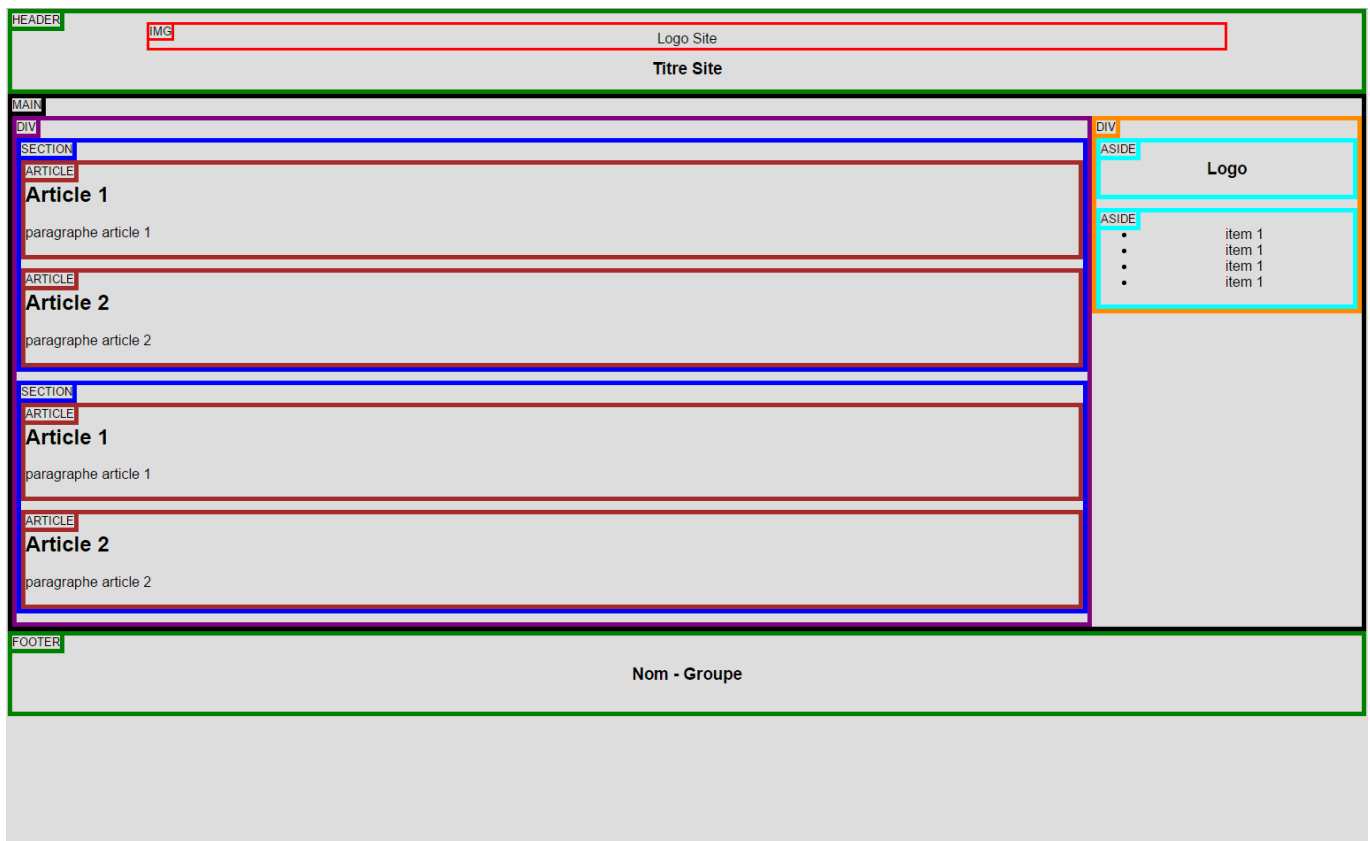 HEADER
IMG
Logo Site
Titre Site
MAIN
DIV
SECTION
ARTICLE
Article 1
paragraphe article 1
ARTICLE
Article 2
paragraphe article 2
SECTION
ARTICLE
Article 1
paragraphe article 1
ARTICLE
Article 2
paragraphe article 2
DIV
ASIDE
Logo
ASIDE
item 1
item 1
item 1
item 1
FOOTER
Nom - Groupe